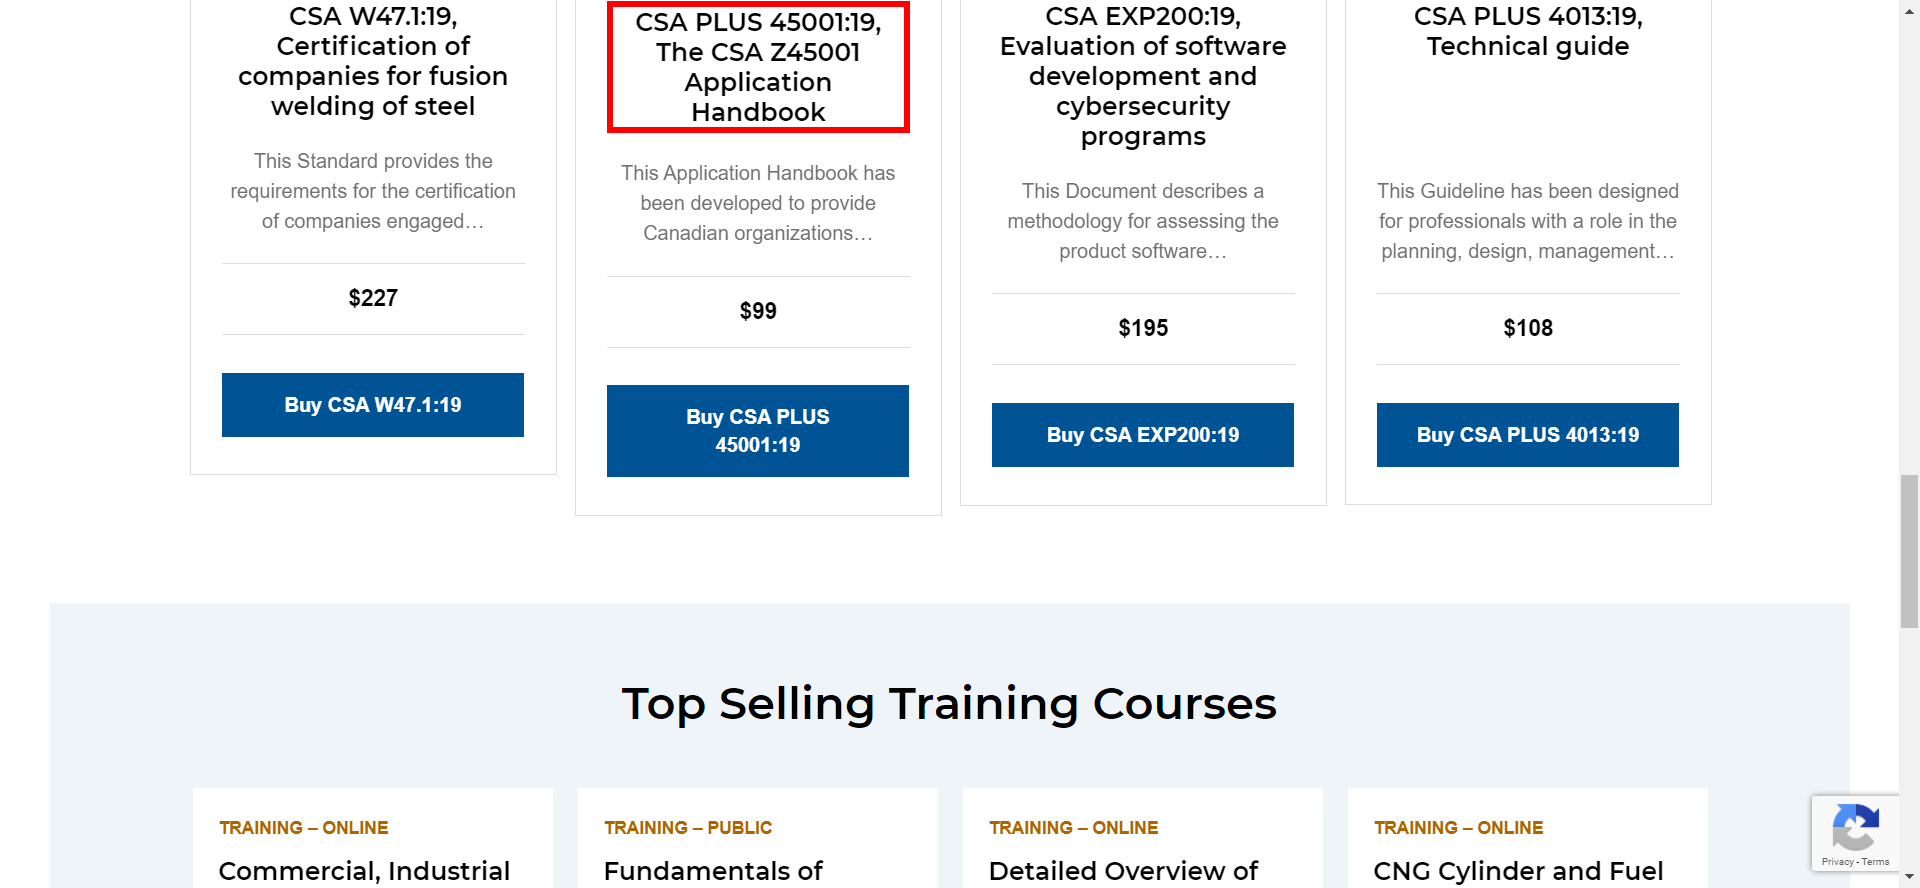 CSA W47.1:19,
Certification of
companies for fusion
welding of steel
This Standard provides the
requirements for the certification
of companies engaged…
$227
Buy CSA W47.1:19
CSA PLUS 45001:19,
The CSA Z45001
Application
Handbook
This Application Handbook has
been developed to provide
Canadian organizations…
$99
Buy CSA PLUS
45001:19
CSA EXP200:19,
Evaluation of software
development and
cybersecurity
programs
This Document describes a
methodology for assessing the
product software…
$195
Buy CSA EXP200:19
CSA PLUS 4013:19,
Technical guide
This Guideline has been designed
for professionals with a role in the
planning, design, management…
$108
Buy CSA PLUS 4013:19
Top Selling Training Courses
TRAINING – ONLINE
Commercial, Industrial
TRAINING – PUBLIC
Fundamentals of
TRAINING – ONLINE
Detailed Overview of
TRAINING – ONLINE
CNG Cylinder and Fuel
Privacy - Terms